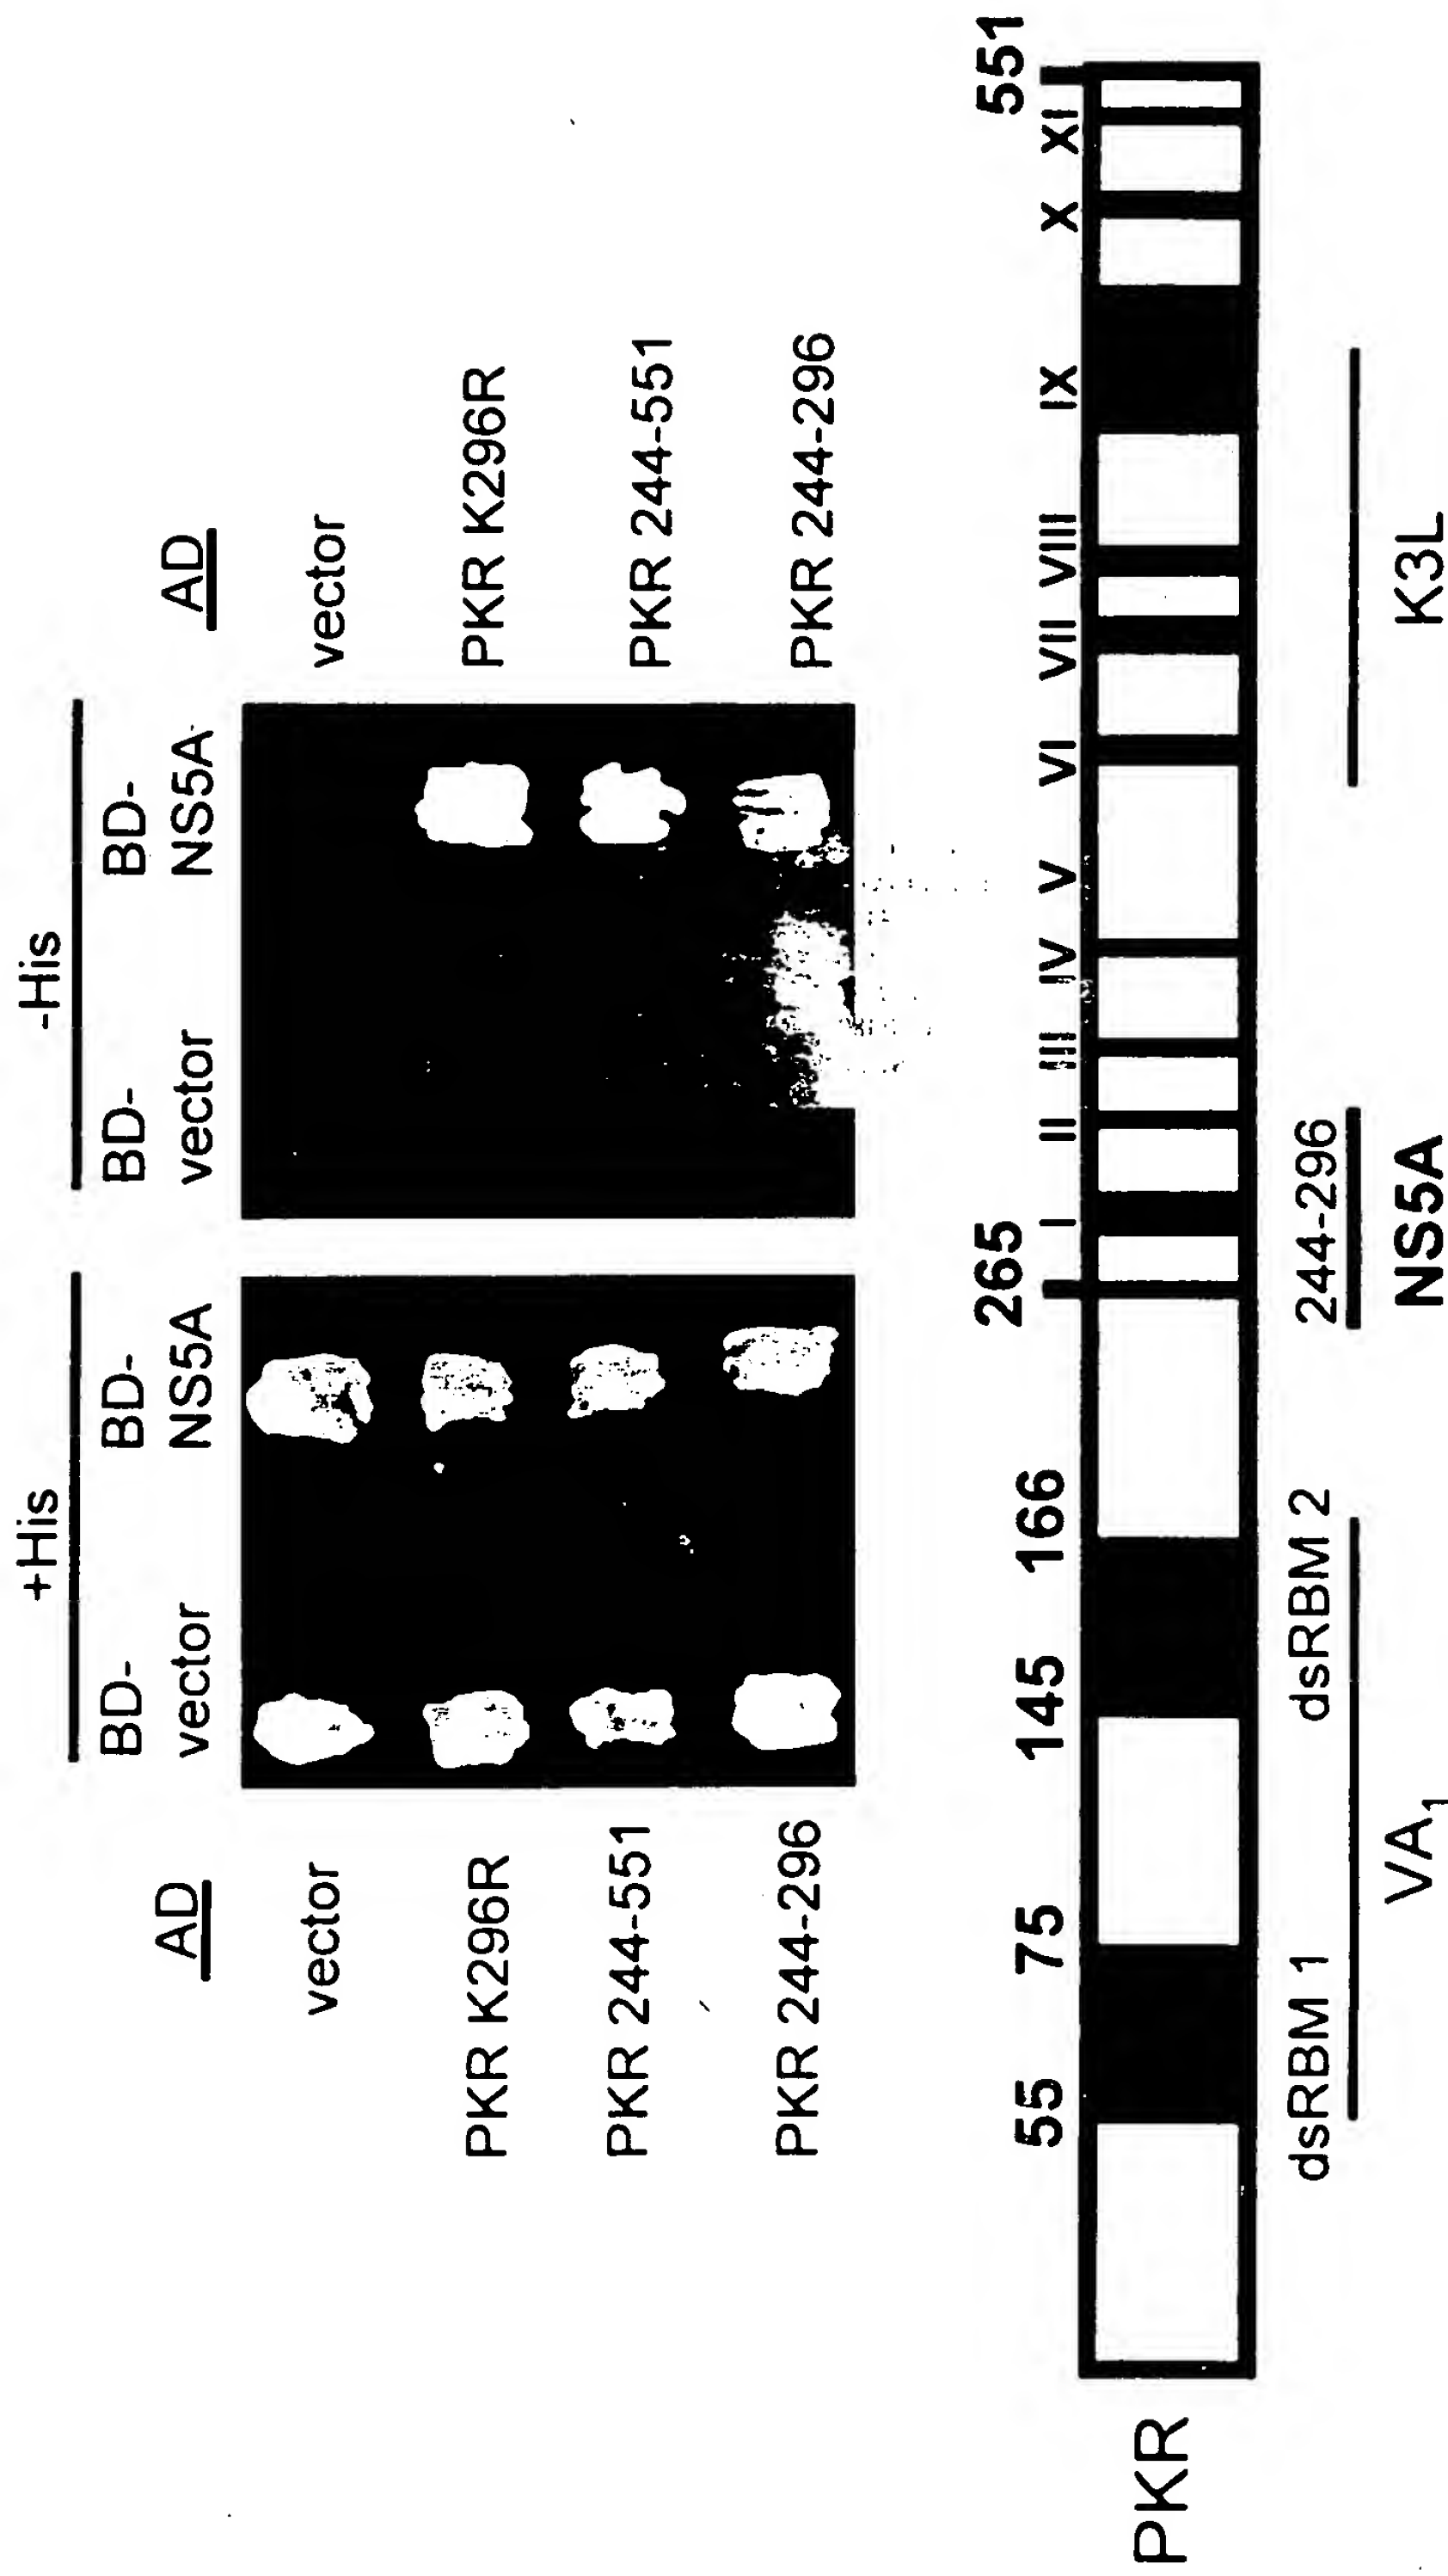 +His -His
BD- BD- BD- BD-
AD vector NS5A vector NS5A AD
vector vector
PKR K296R PKR K296R
PKR 244-551 PKR 244-551
PKR 244-296 PKR 244-296
265 551
55 75 145 166 I II III IV V VI VII VIII IX X XI
PKR
dsRBM 1 dsRBM 2 244-296
VA₁ NS5A K3L